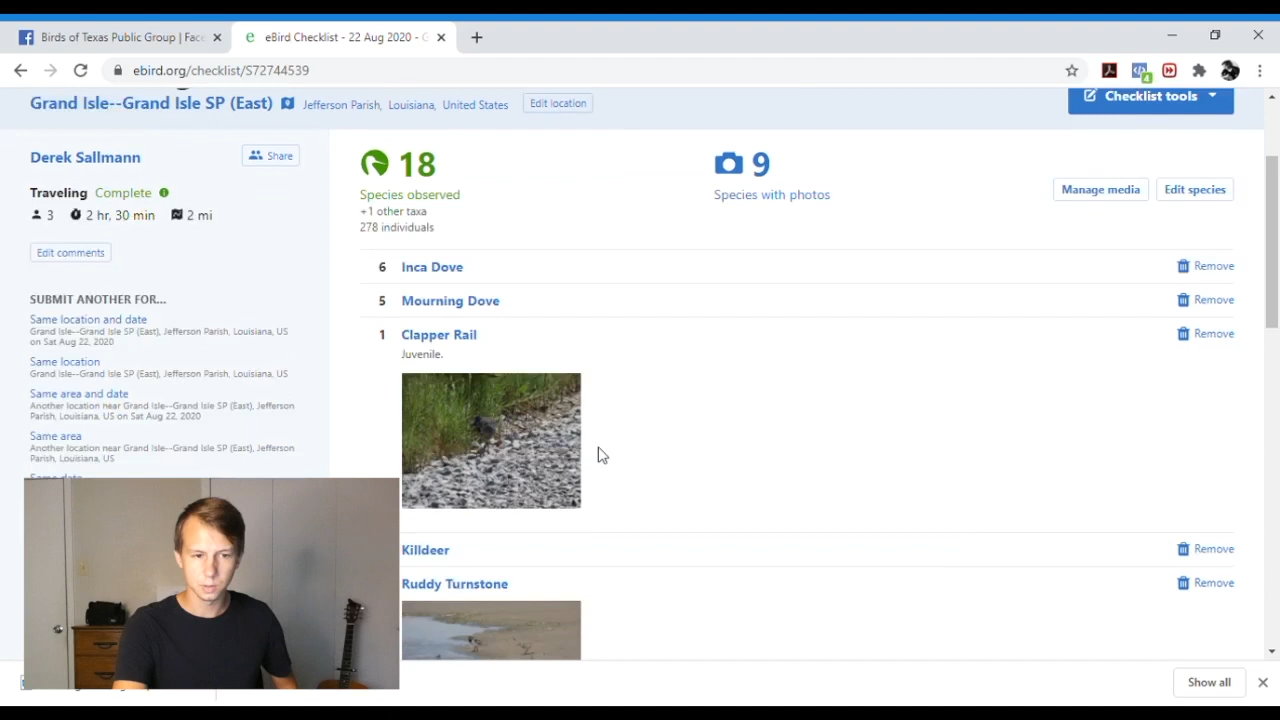 Birds of Texas Public Group | Fac
eBird Checklist - 22 Aug 2020 - G
ebird.org/checklist/S72744539
4
Grand Isle--Grand Isle SP (East) Jefferson Parish, Louisiana, United States Edit location
Checklist tools
Derek Sallmann
Share
Traveling Complete
3 2 hr, 30 min 2 mi
Edit comments
SUBMIT ANOTHER FOR...
Same location and date
Grand Isle--Grand Isle SP (East), Jefferson Parish, Louisiana, US
on Sat Aug 22, 2020
Same location
Grand Isle--Grand Isle SP (East), Jefferson Parish, Louisiana, US
Same area and date
Another location near Grand Isle--Grand Isle SP (East), Jefferson
Parish, Louisiana, US on Sat Aug 22, 2020
Same area
Another location near Grand Isle--Grand Isle SP (East), Jefferson
Parish, Louisiana, US
Same date
18
Species observed
+1 other taxa
278 individuals
9
Species with photos
Manage media
Edit species
6 Inca Dove Remove
5 Mourning Dove Remove
1 Clapper Rail Remove
Juvenile.
Killdeer Remove
Ruddy Turnstone Remove
Show all